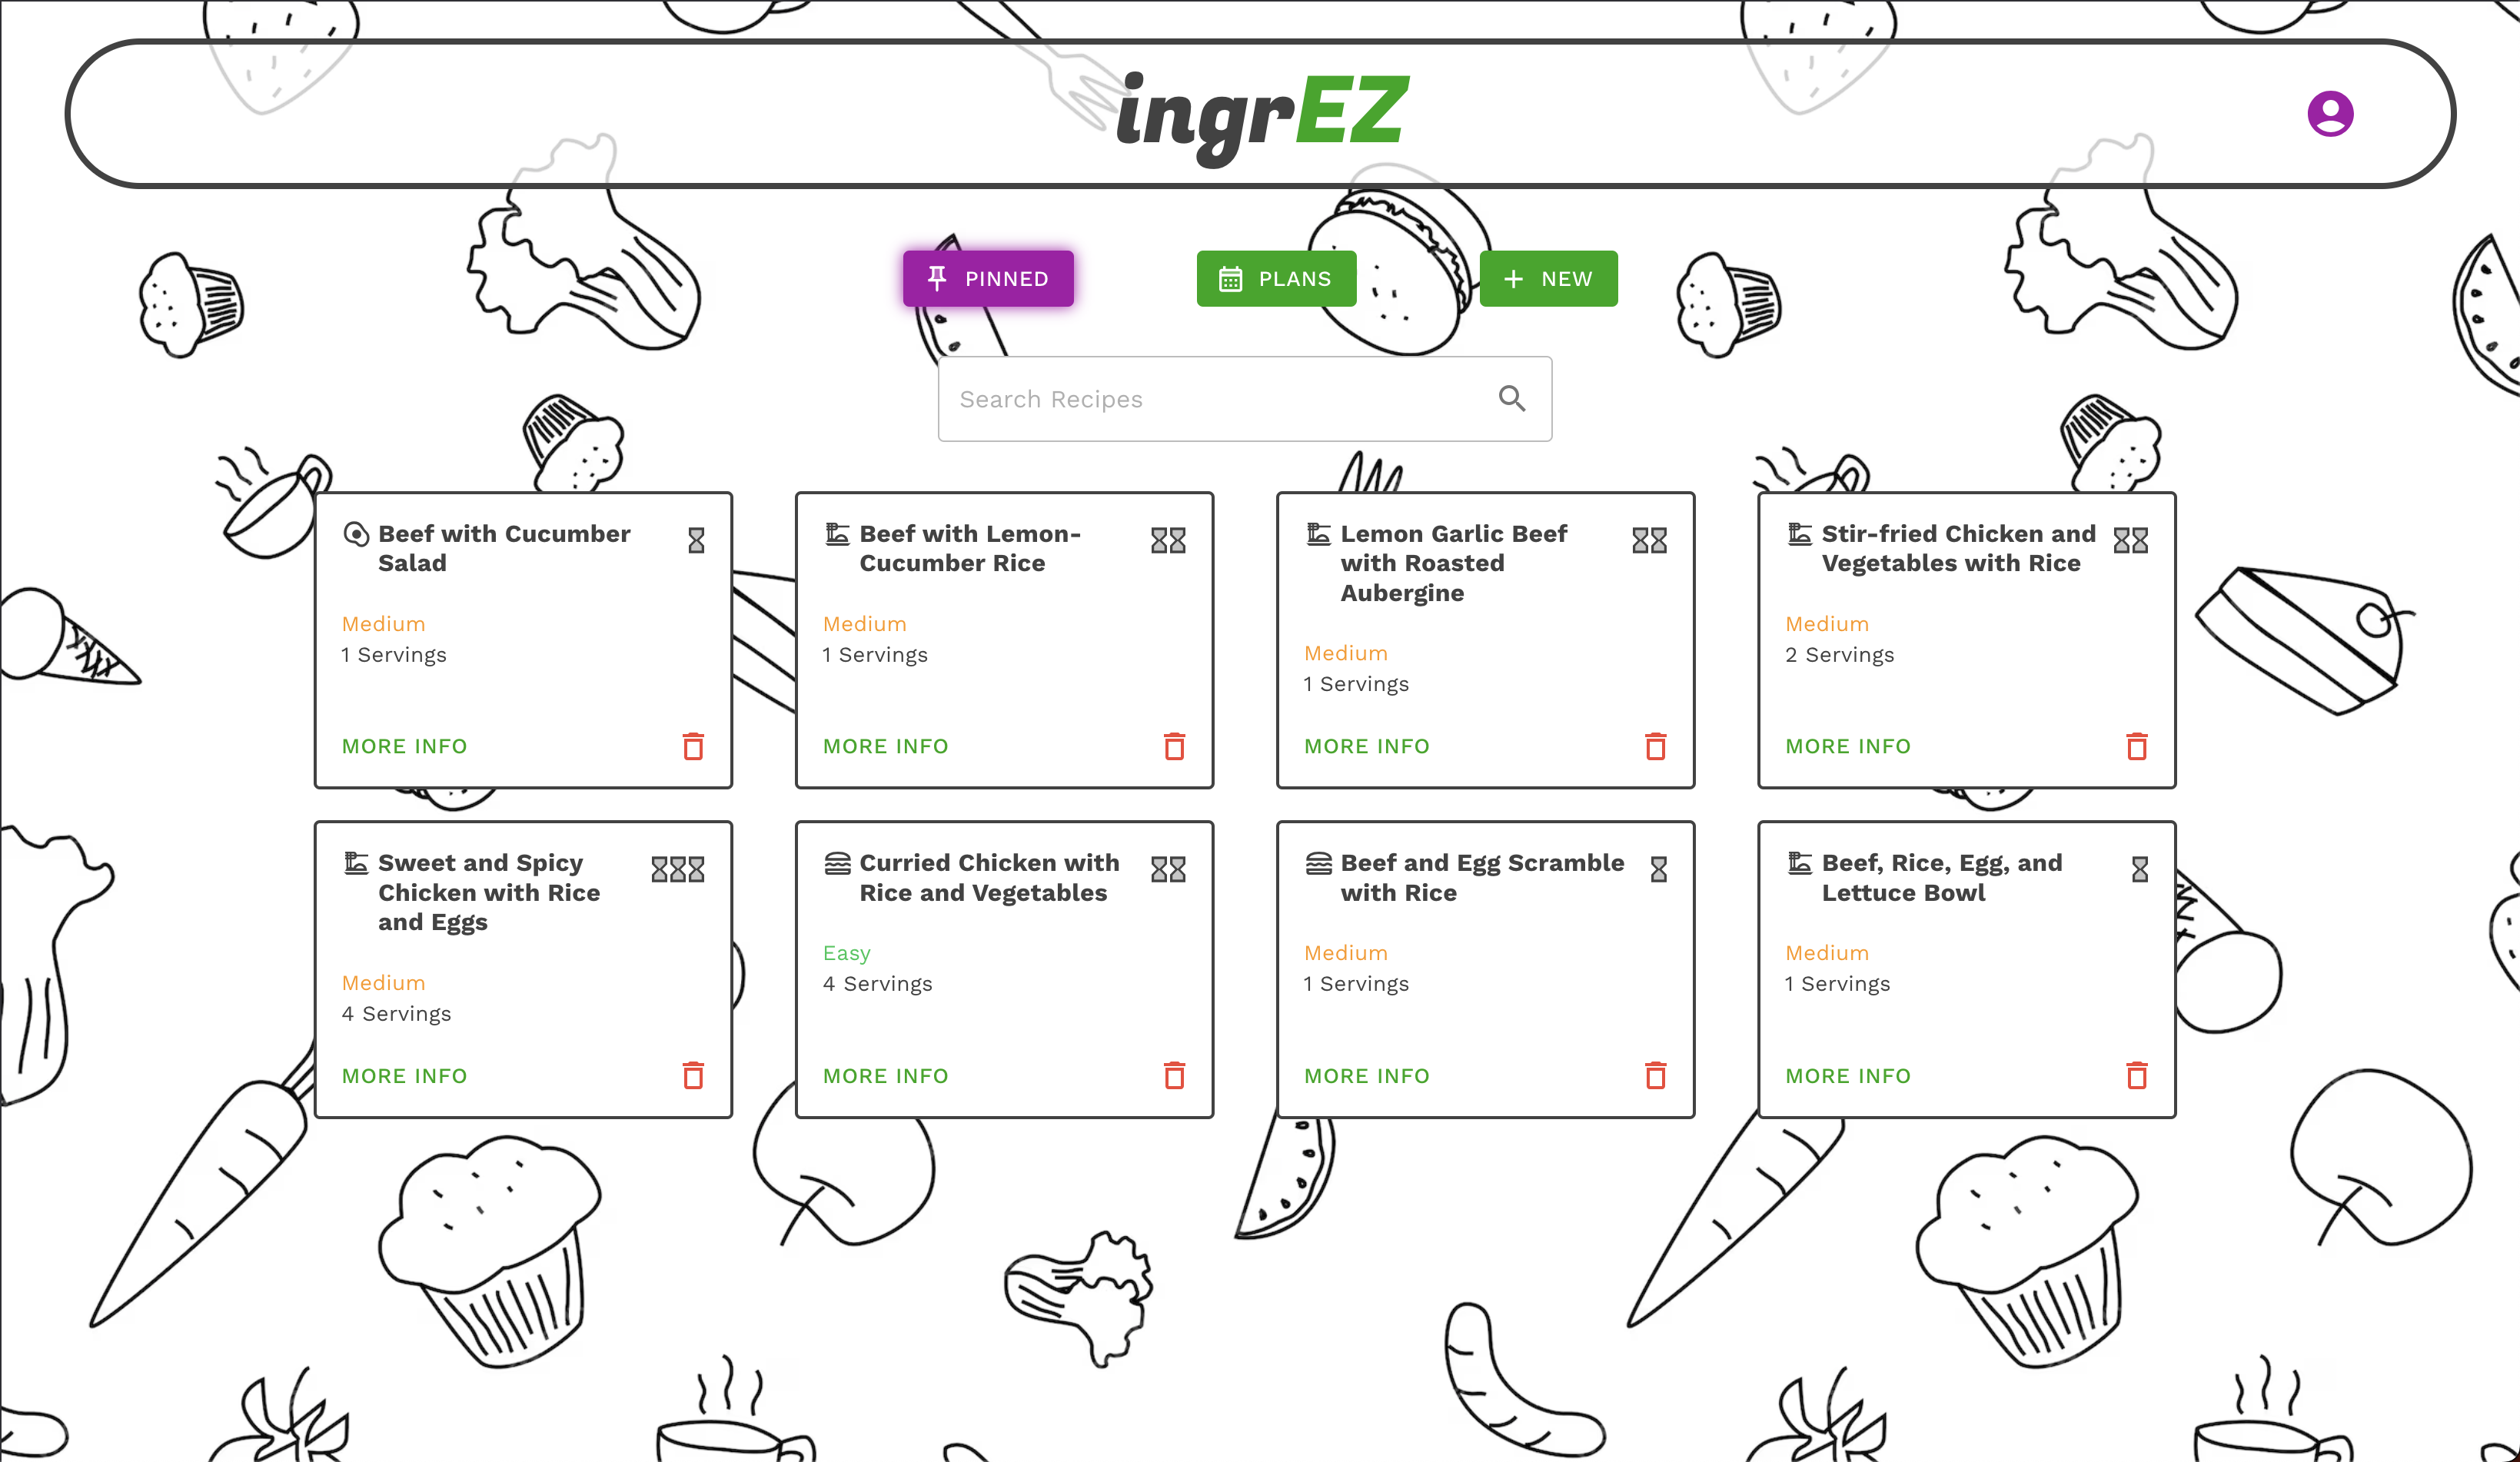 ingrEZ
PINNED
PLANS
NEW
Search Recipes
Beef with Cucumber
Salad
Medium
1 Servings
MORE INFO
Beef with Lemon-
Cucumber Rice
Medium
1 Servings
MORE INFO
Lemon Garlic Beef
with Roasted
Aubergine
Medium
1 Servings
MORE INFO
Stir-fried Chicken and
Vegetables with Rice
Medium
2 Servings
MORE INFO
Sweet and Spicy
Chicken with Rice
and Eggs
Medium
4 Servings
MORE INFO
Curried Chicken with
Rice and Vegetables
Easy
4 Servings
MORE INFO
Beef and Egg Scramble
with Rice
Medium
1 Servings
MORE INFO
Beef, Rice, Egg, and
Lettuce Bowl
Medium
1 Servings
MORE INFO